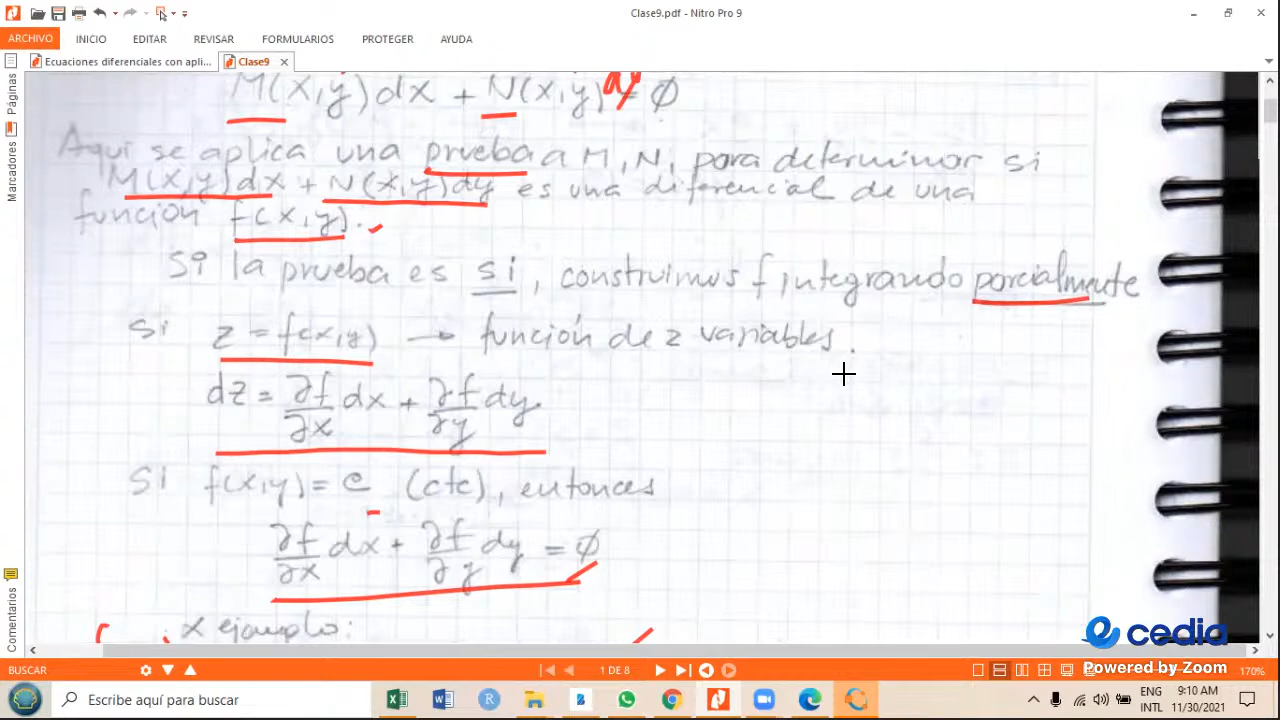 Clase9.pdf - Nitro Pro 9
ARCHIVO INICIO EDITAR REVISAR FORMULARIOS PROTEGER AYUDA
Ecuaciones diferenciales con apli... Clase9
Páginas
Marcadores
Comentarios
M(x,y)dx + N(x,y)dy = ∅
Aquí se aplica una prueba a M, N, para determinar si
M(x,y)dx + N(x,y)dy es una diferencial de una
función f(x,y).
Si la prueba es si, construimos f integrando parcialmente
Si z = f(x,y) → función de 2 variables.
dz = ∂f/∂x dx + ∂f/∂y dy
Si f(x,y) = c (ctc), entonces
∂f/∂x dx + ∂f/∂y dy = ∅
x ejemplo:
cedia
BUSCAR 1 DE 8 Powered by Zoom 170%
Escribe aquí para buscar
ENG 9:10 AM
INTL 11/30/2021